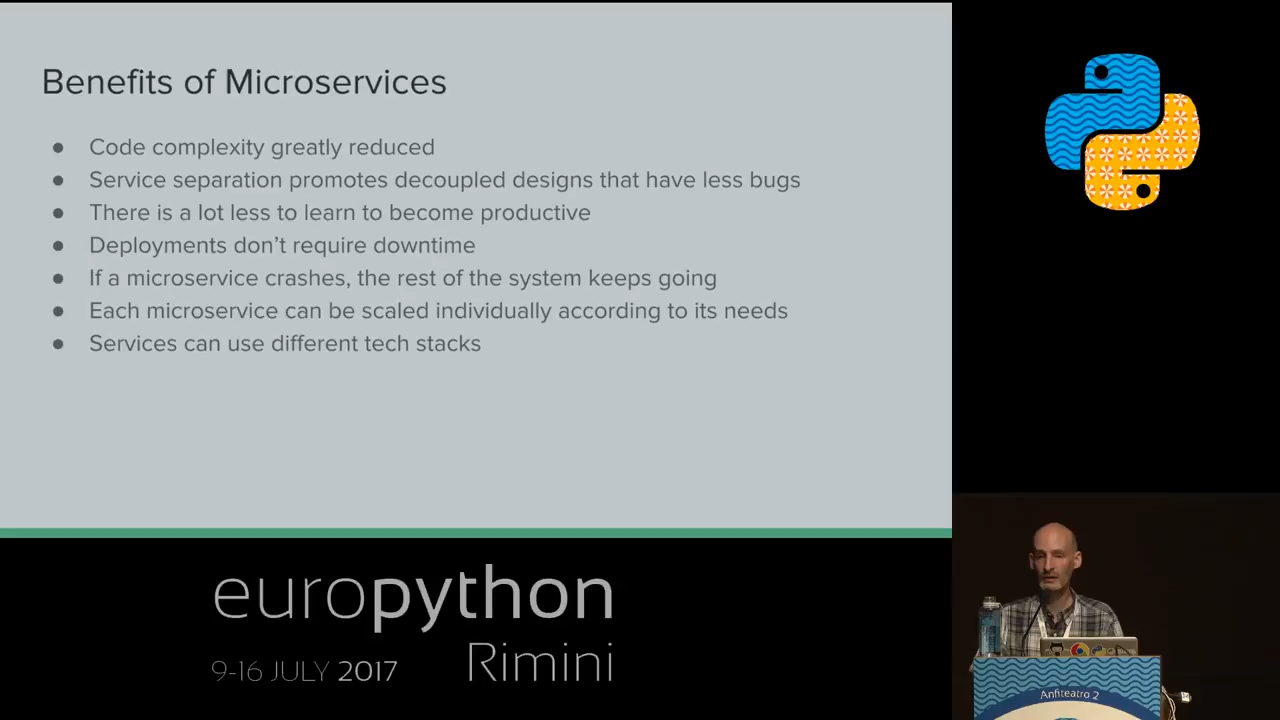 Benefits of Microservices
● Code complexity greatly reduced
● Service separation promotes decoupled designs that have less bugs
● There is a lot less to learn to become productive
● Deployments don't require downtime
● If a microservice crashes, the rest of the system keeps going
● Each microservice can be scaled individually according to its needs
● Services can use different tech stacks
europython
Rimini
9-16 JULY 2017
Anfiteatro 2